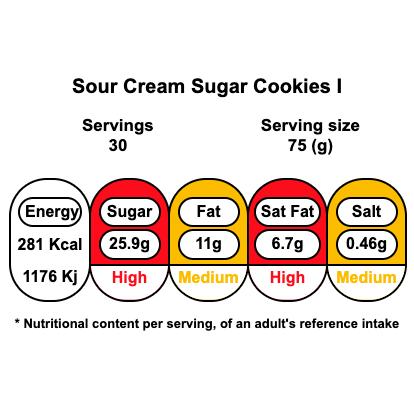 Sour Cream Sugar Cookies I
Servings
30
Serving size
75 (g)
Energy
281 Kcal
1176 Kj
Sugar
25.9g
High
Fat
11g
Medium
Sat Fat
6.7g
High
Salt
0.46g
Medium
* Nutritional content per serving, of an adult's reference intake